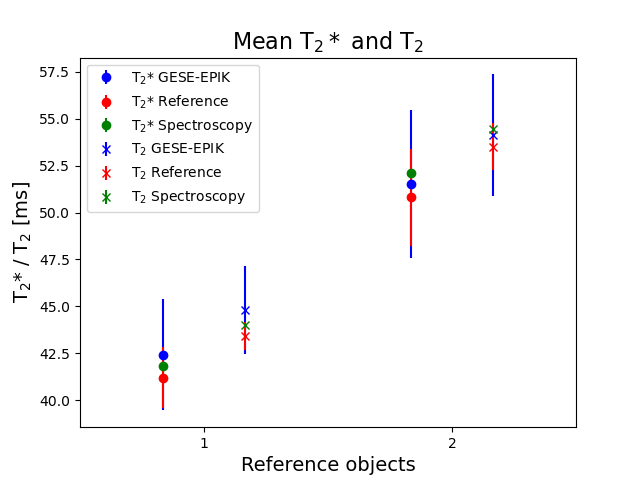 Mean T₂* and T₂
57.5
55.0
52.5
50.0
47.5
45.0
42.5
40.0
T₂* / T₂ [ms]
T₂* GESE-EPIK
T₂* Reference
T₂* Spectroscopy
T₂ GESE-EPIK
T₂ Reference
T₂ Spectroscopy
1 2
Reference objects